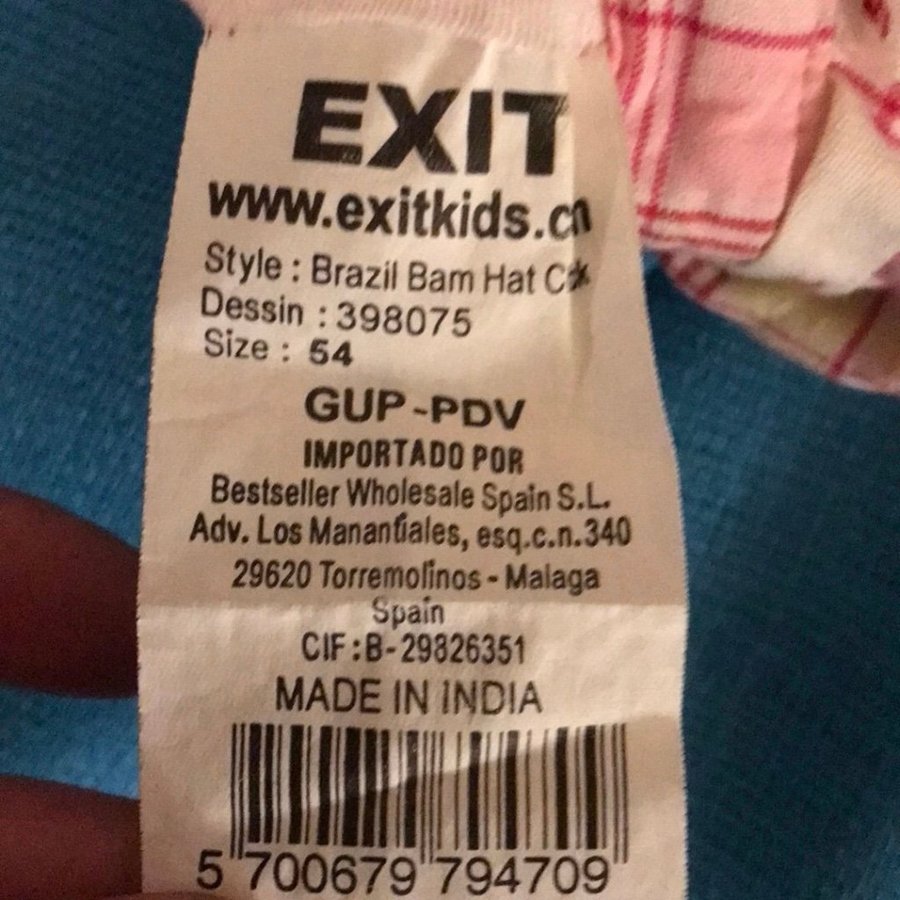 EXIT
www.exitkids.cn
Style : Brazil Bam Hat C*
Dessin : 398075
Size : 54
GUP-PDV
IMPORTADO POR
Bestseller Wholesale Spain S.L.
Adv. Los Manantiales, esq.c.n.340
29620 Torremolinos - Malaga
Spain
CIF:B-29826351
MADE IN INDIA
5 700679 794709